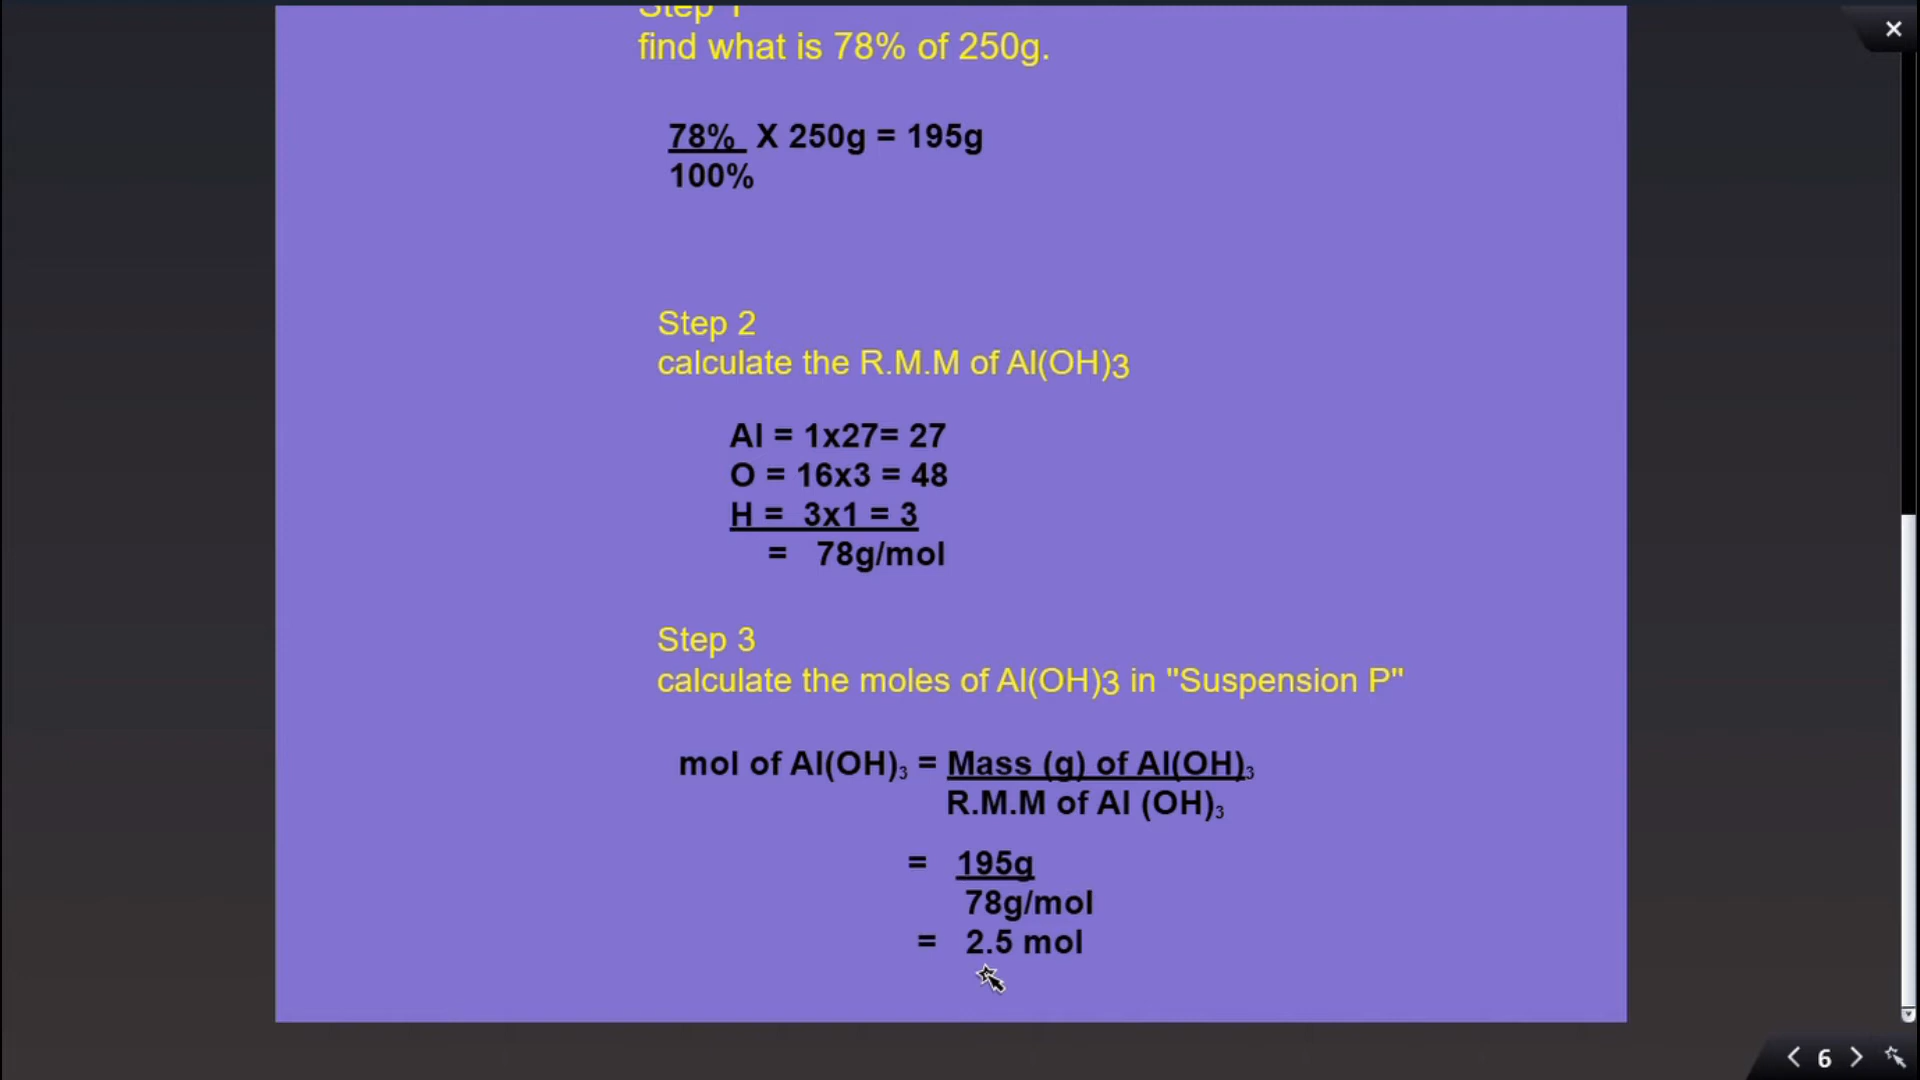 Step 1
find what is 78% of 250g.
78% X 250g = 195g
100%
Step 2
calculate the R.M.M of Al(OH)3
Al = 1x27= 27
O = 16x3 = 48
H = 3x1 = 3
= 78g/mol
Step 3
calculate the moles of Al(OH)3 in "Suspension P"
mol of Al(OH)₃ = Mass (g) of Al(OH)₃
R.M.M of Al (OH)₃
= 195g
78g/mol
= 2.5 mol
6